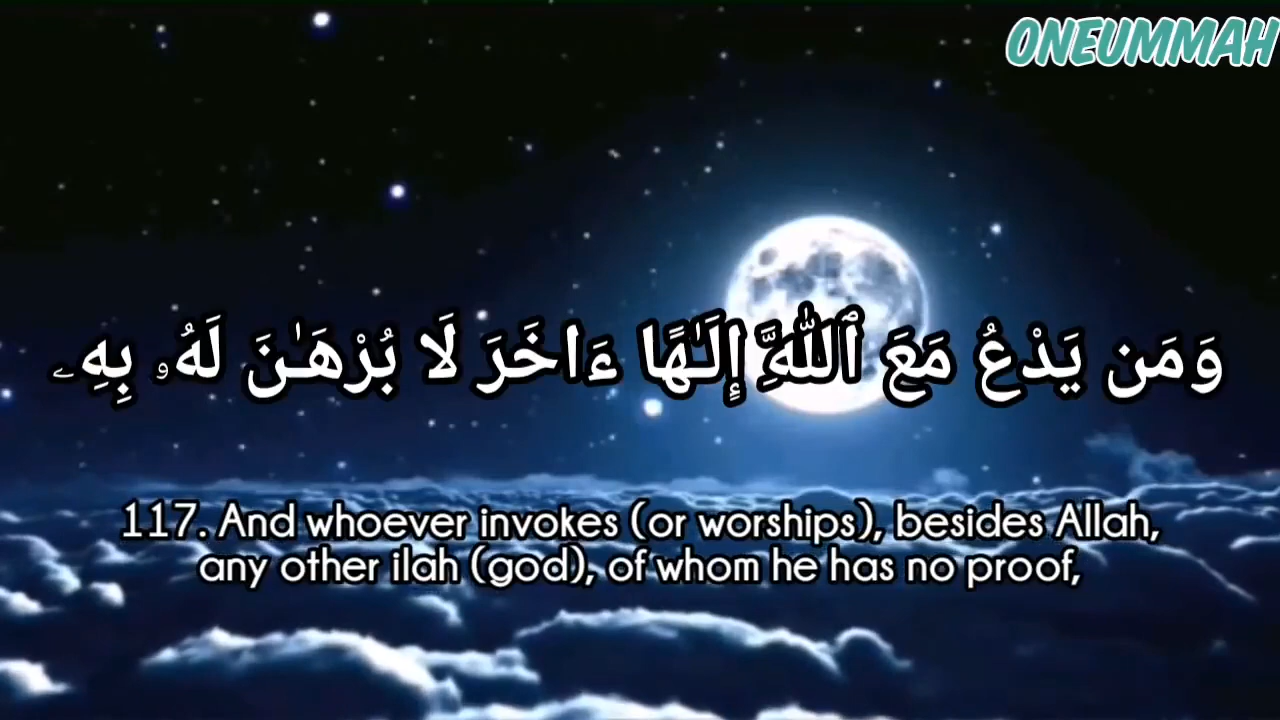 ONEUMMAH
وَمَن يَدْعُ مَعَ ٱللَّهِ إِلَـٰهًا ءَاخَرَ لَا بُرْهَـٰنَ لَهُۥ بِهِۦ
117. And whoever invokes (or worships), besides Allah,
any other ilah (god), of whom he has no proof,